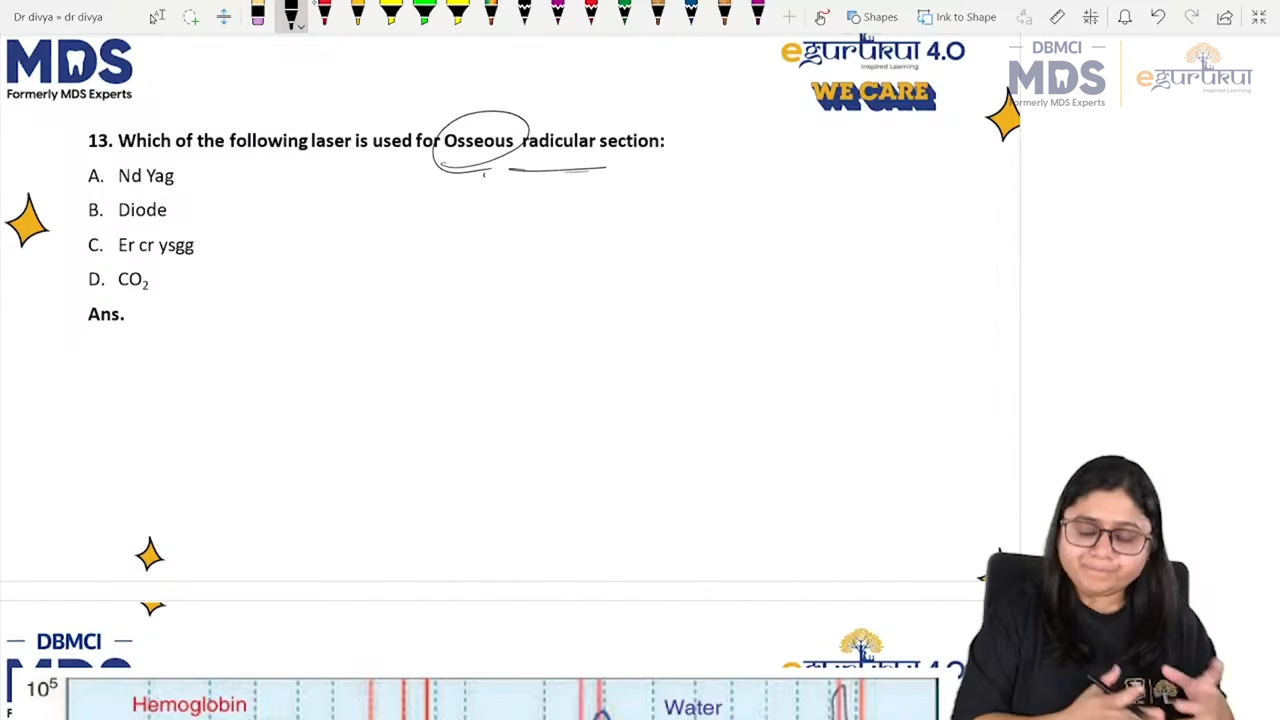 Dr divya » dr divya
Shapes
Ink to Shape
MDS
Formerly MDS Experts
eGURUKUL 4.0
Inspired Learning
WE CARE
DBMCI
MDS
Formerly MDS Experts
eGURUKUL
Inspired Learning
13. Which of the following laser is used for Osseous radicular section:
A. Nd Yag
B. Diode
C. Er cr ysgg
D. CO₂
Ans.
DBMCI
10⁵
Hemoglobin
Water